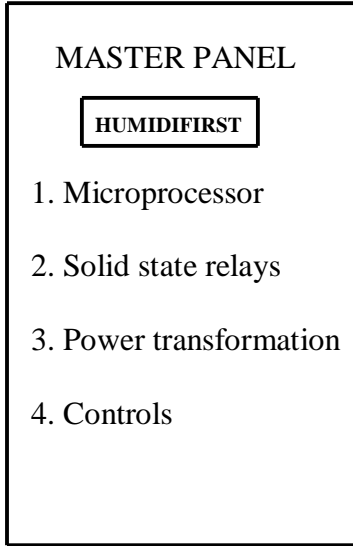 MASTER PANEL
HUMIDIFIRST
1. Microprocessor
2. Solid state relays
3. Power transformation
4. Controls